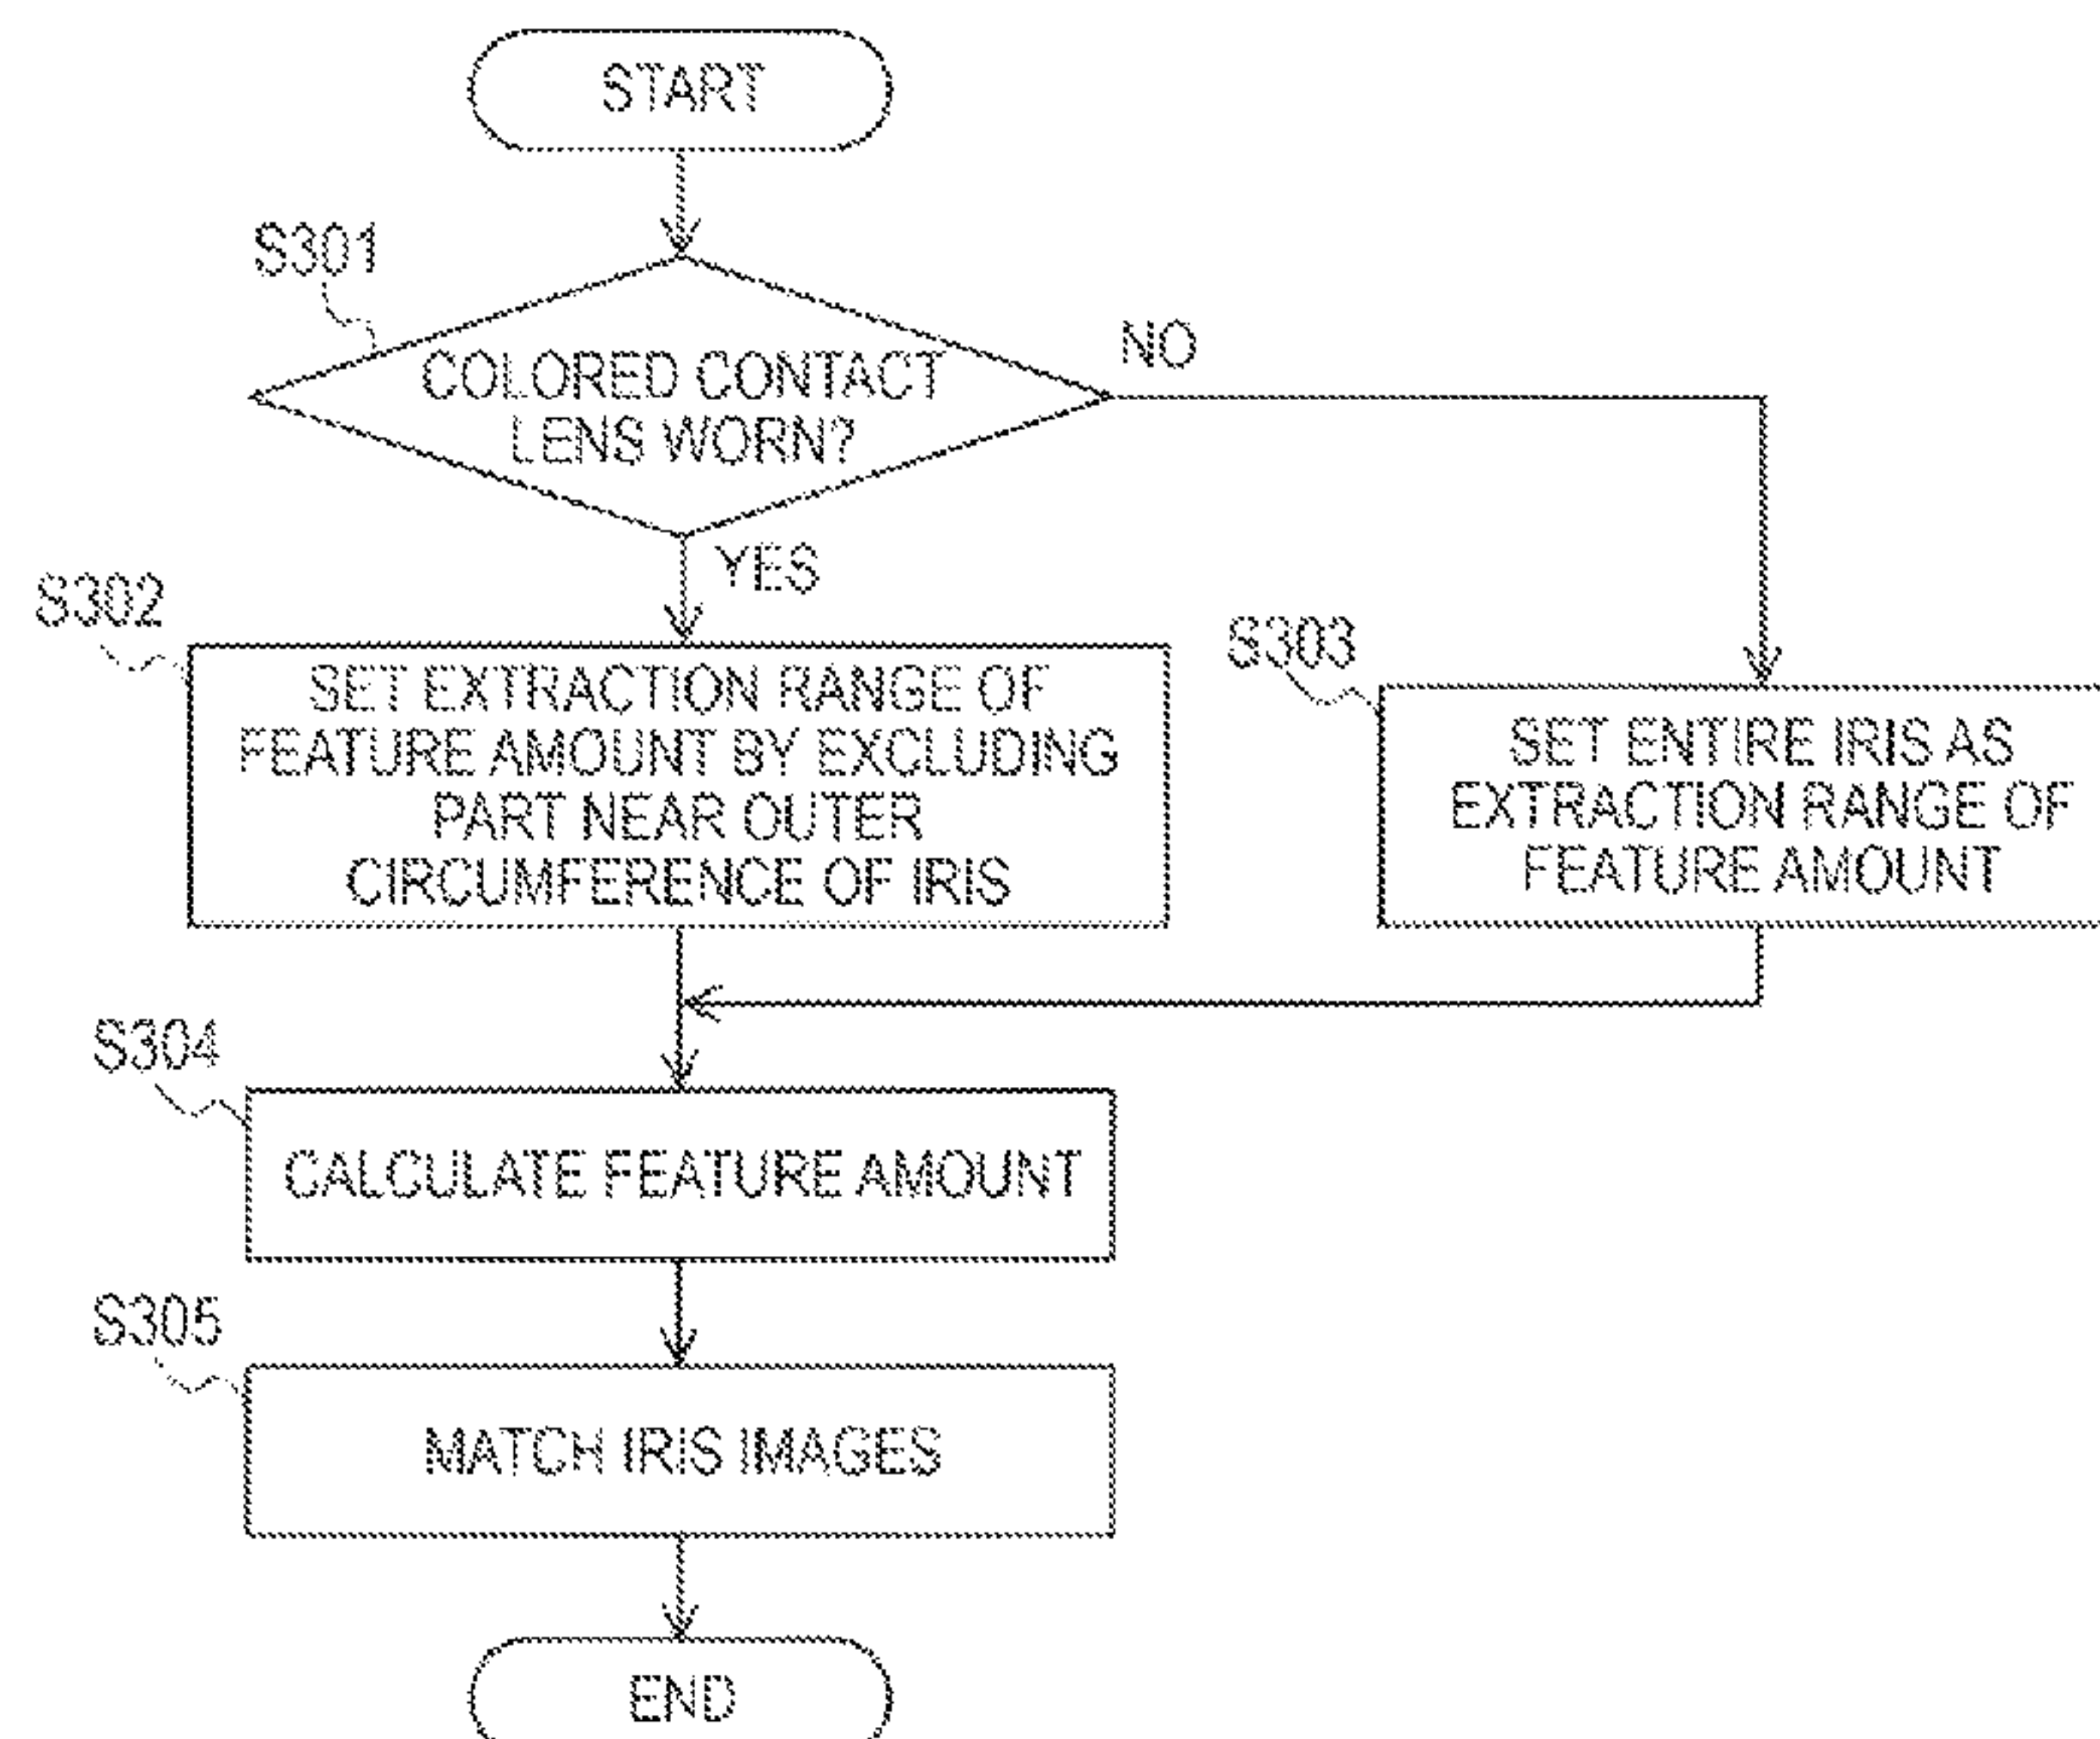 START
S301
COLORED CONTACT
LENS WORN?
NO
YES
S302
SET EXTRACTION RANGE OF
FEATURE AMOUNT BY EXCLUDING
PART NEAR OUTER
CIRCUMFERENCE OF IRIS
S303
SET ENTIRE IRIS AS
EXTRACTION RANGE OF
FEATURE AMOUNT
S304
CALCULATE FEATURE AMOUNT
S305
MATCH IRIS IMAGES
END